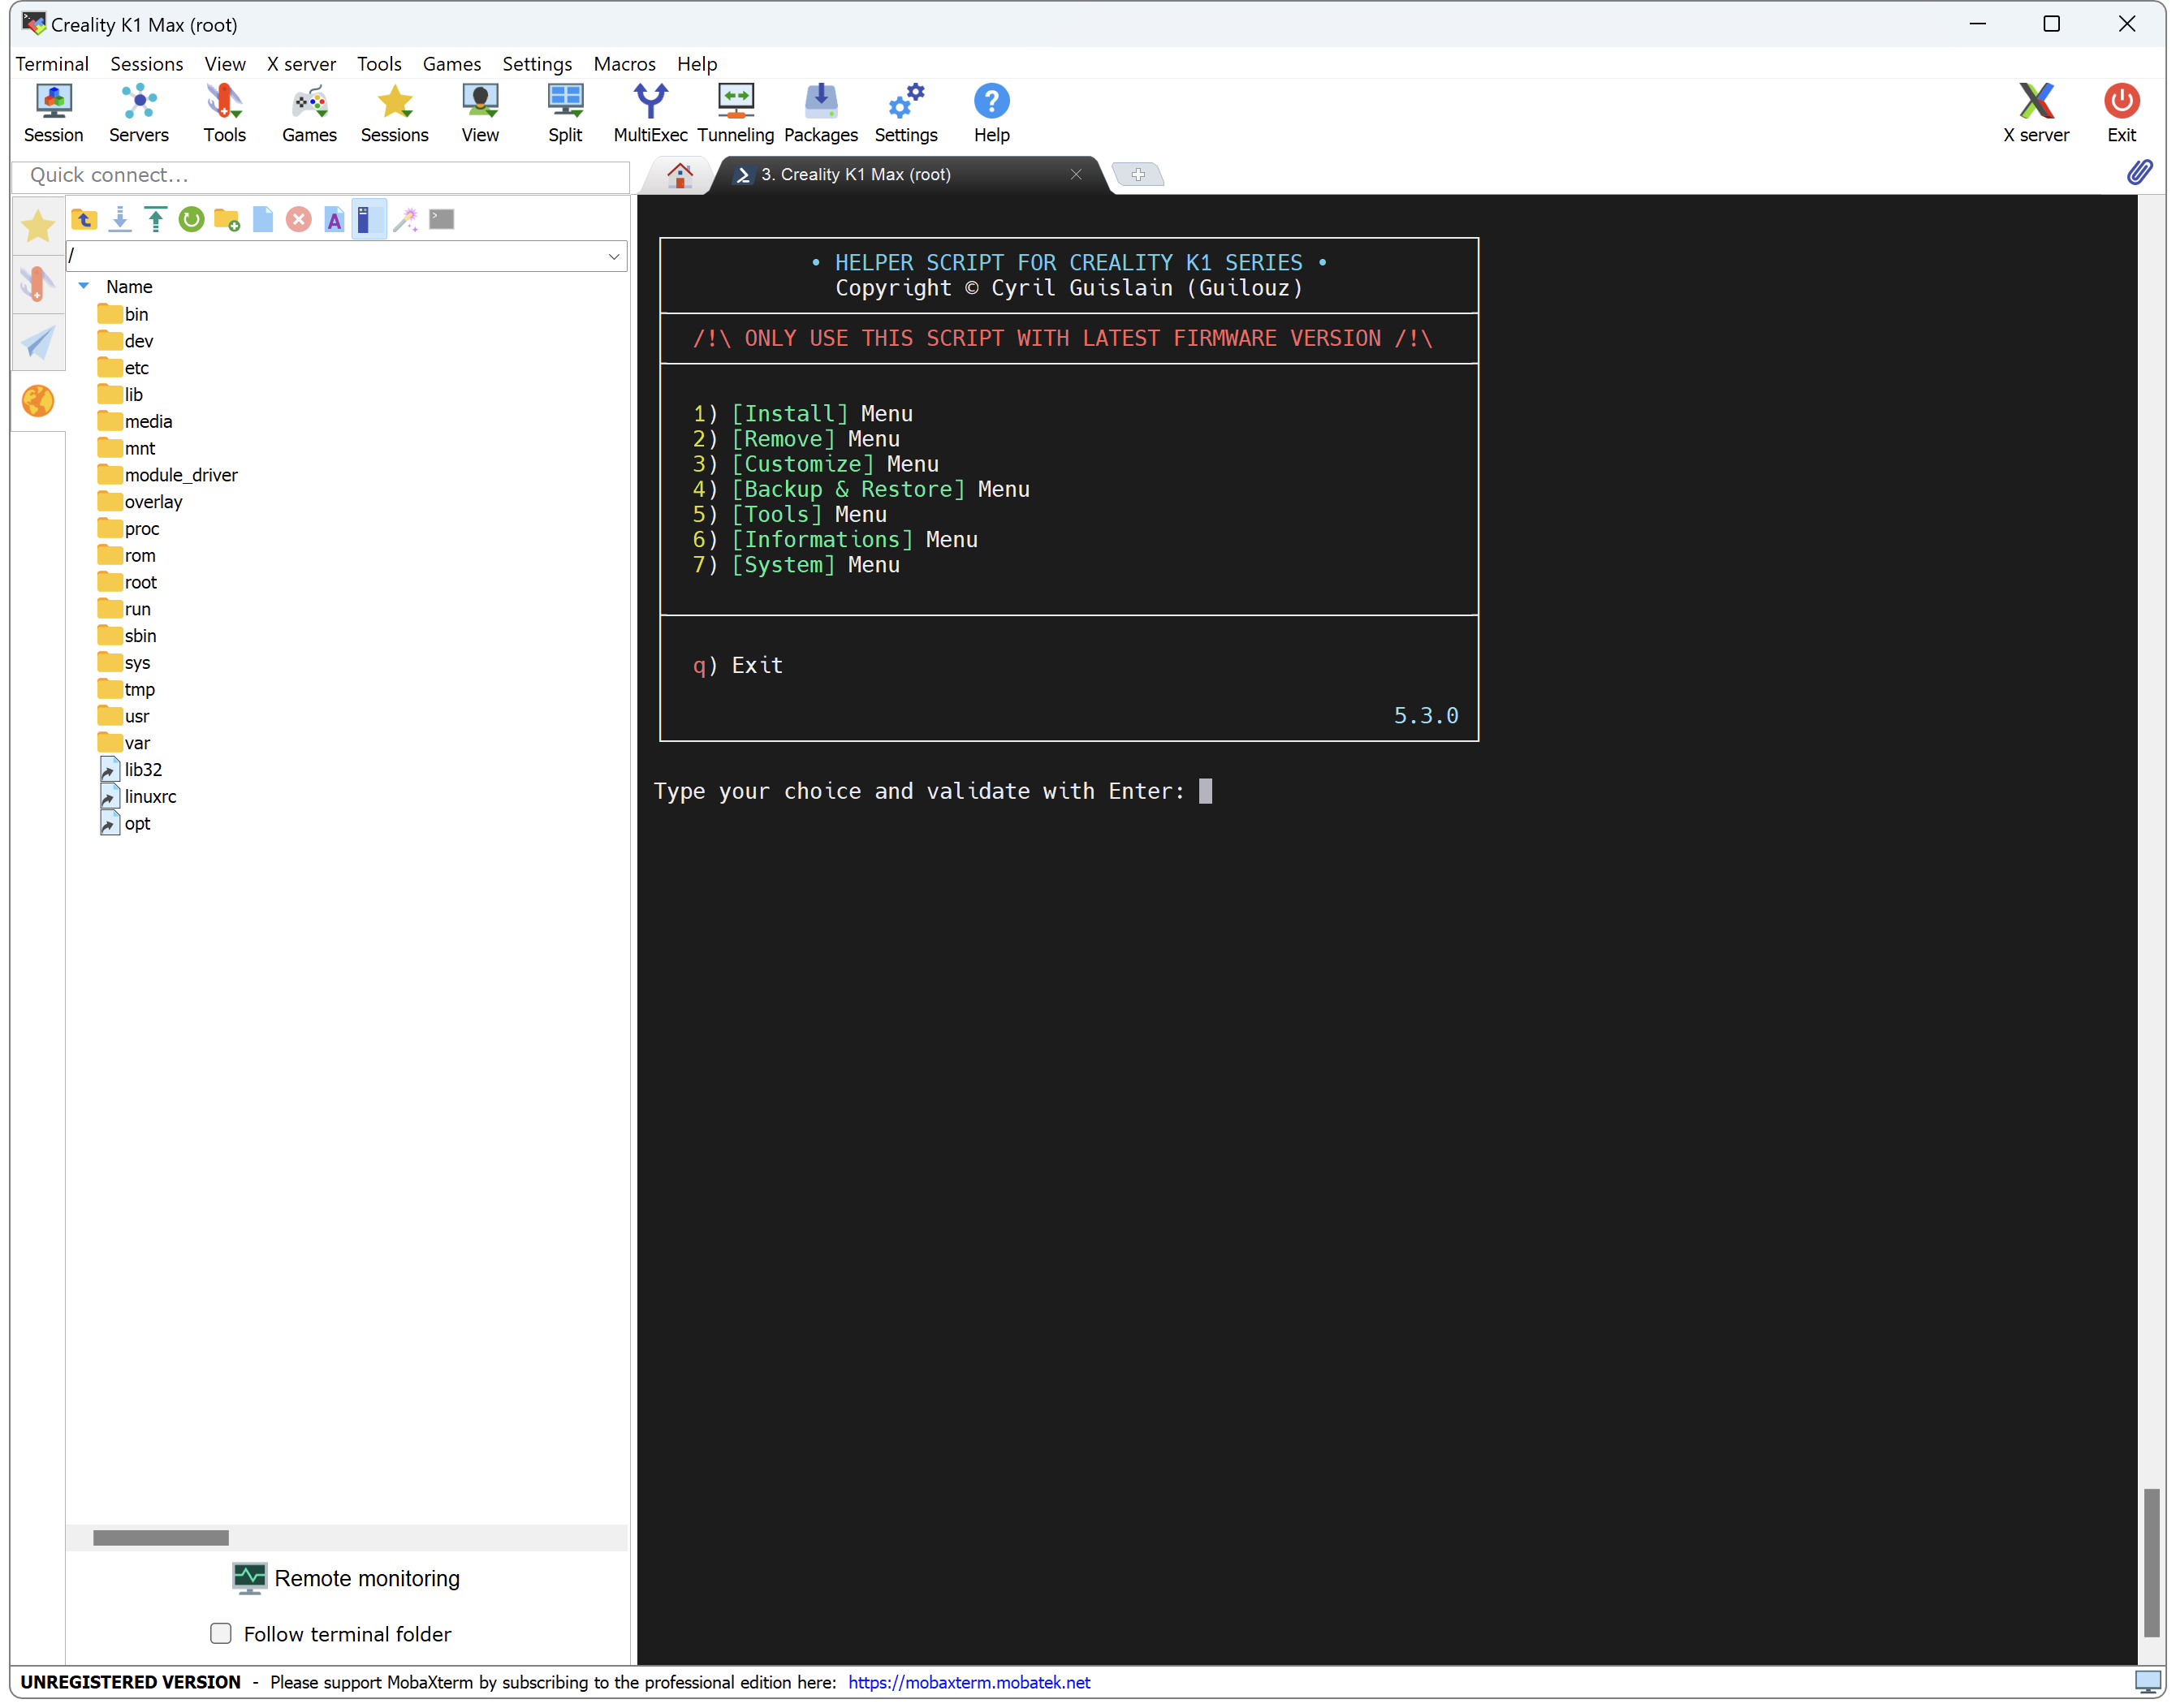 Creality K1 Max (root)
Terminal Sessions View X server Tools Games Settings Macros Help
Session Servers Tools Games Sessions View Split MultiExec Tunneling Packages Settings Help X server Exit
Quick connect...
3. Creality K1 Max (root)
/
Name
bin
dev
etc
lib
media
mnt
module_driver
overlay
proc
rom
root
run
sbin
sys
tmp
usr
var
lib32
linuxrc
opt
Remote monitoring
Follow terminal folder
• HELPER SCRIPT FOR CREALITY K1 SERIES •
Copyright © Cyril Guislain (Guilouz)
/!\ ONLY USE THIS SCRIPT WITH LATEST FIRMWARE VERSION /!\
1) [Install] Menu
2) [Remove] Menu
3) [Customize] Menu
4) [Backup & Restore] Menu
5) [Tools] Menu
6) [Informations] Menu
7) [System] Menu
q) Exit
5.3.0
Type your choice and validate with Enter:
UNREGISTERED VERSION - Please support MobaXterm by subscribing to the professional edition here: https://mobaxterm.mobatek.net